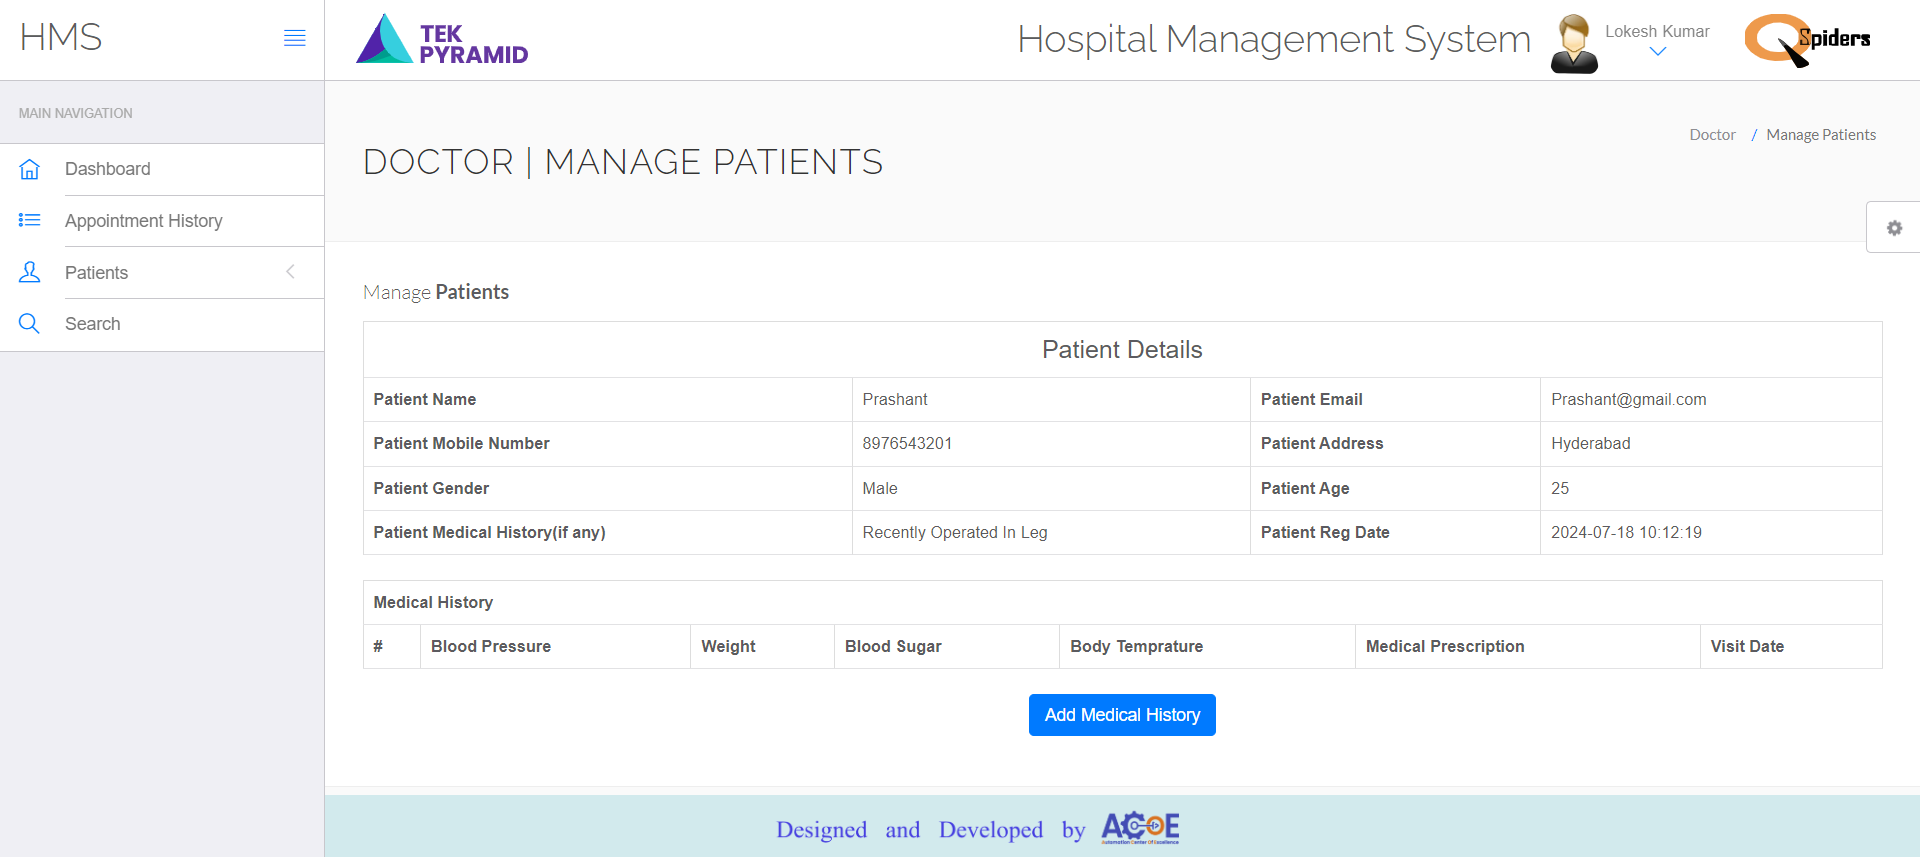 HMS
TEK
PYRAMID
Hospital Management System
Lokesh Kumar
Spiders
MAIN NAVIGATION
Dashboard
Appointment History
Patients
Search
DOCTOR | MANAGE PATIENTS
Doctor / Manage Patients
Manage Patients
Patient Details
Patient Name Prashant Patient Email Prashant@gmail.com
Patient Mobile Number 8976543201 Patient Address Hyderabad
Patient Gender Male Patient Age 25
Patient Medical History(if any) Recently Operated In Leg Patient Reg Date 2024-07-18 10:12:19
Medical History
# Blood Pressure Weight Blood Sugar Body Temprature Medical Prescription Visit Date
Add Medical History
Designed and Developed by ACOE
Automation Center Of Excellence